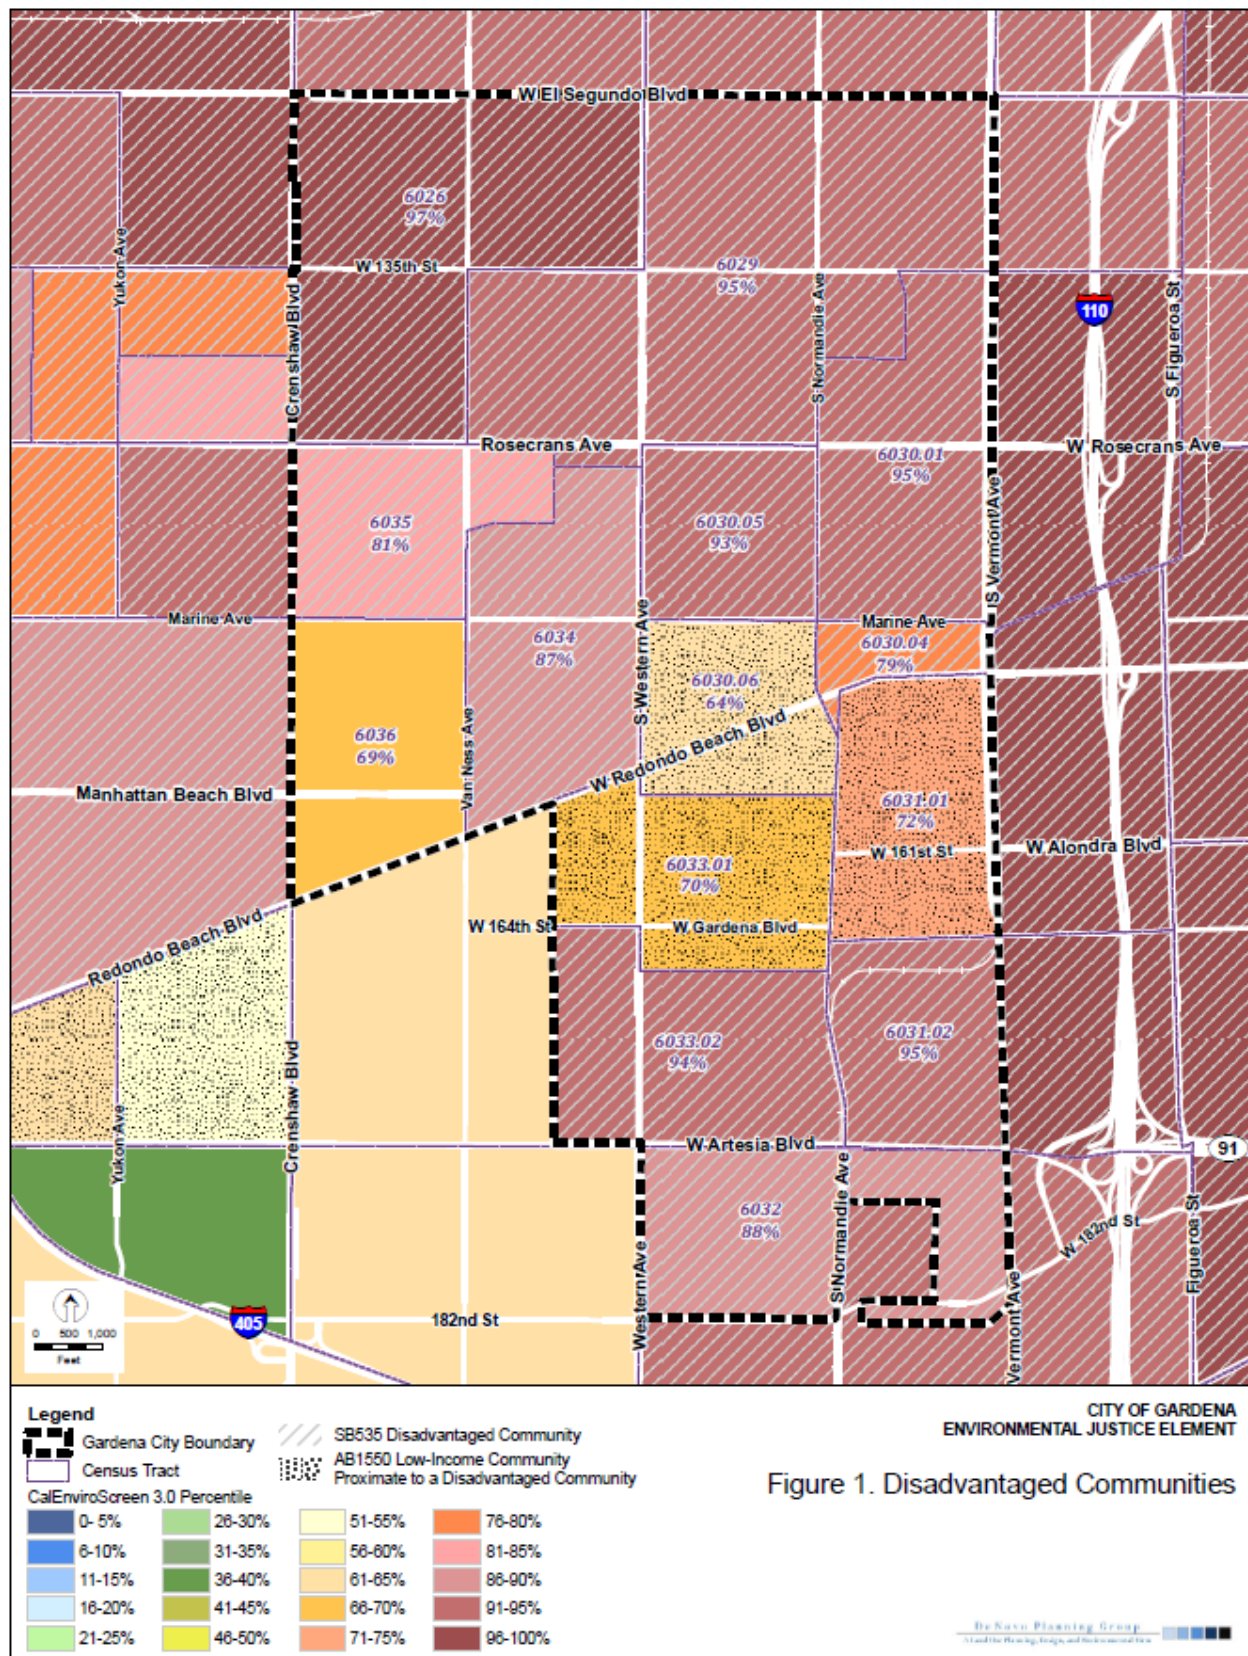 W El Segundo Blvd
6026
97%
Yukon Ave
W 135th St
6029
95%
Crenshaw Blvd
S Normandie Ave
110
S Figueroa St
Rosecrans Ave
W Rosecrans Ave
6030.01
95%
6035
81%
6030.05
93%
S Vermont Ave
Marine Ave
Marine Ave
6030.04
79%
6034
87%
S Western Ave
6030.06
64%
6036
69%
Van Ness Ave
W Redondo Beach Blvd
Manhattan Beach Blvd
6031.01
72%
W 161st St
W Alondra Blvd
6033.01
70%
W 164th St
W Gardena Blvd
Redondo Beach Blvd
6033.02
94%
6031.02
95%
Crenshaw Blvd
Yukon Ave
W Artesia Blvd
91
6032
88%
S Normandie Ave
W 182nd St
Figueroa St
Western Ave
Vermont Ave
405
182nd St
0 500 1,000
Feet
Legend
Gardena City Boundary
Census Tract
SB535 Disadvantaged Community
AB1550 Low-Income Community
Proximate to a Disadvantaged Community
CalEnviroScreen 3.0 Percentile
0- 5%
26-30%
51-55%
76-80%
6-10%
31-35%
56-60%
81-85%
11-15%
36-40%
61-65%
86-90%
16-20%
41-45%
66-70%
91-95%
21-25%
46-50%
71-75%
96-100%
CITY OF GARDENA
ENVIRONMENTAL JUSTICE ELEMENT
Figure 1. Disadvantaged Communities
De Novo Planning Group
A Land Use Planning, Design, and Environmental Firm